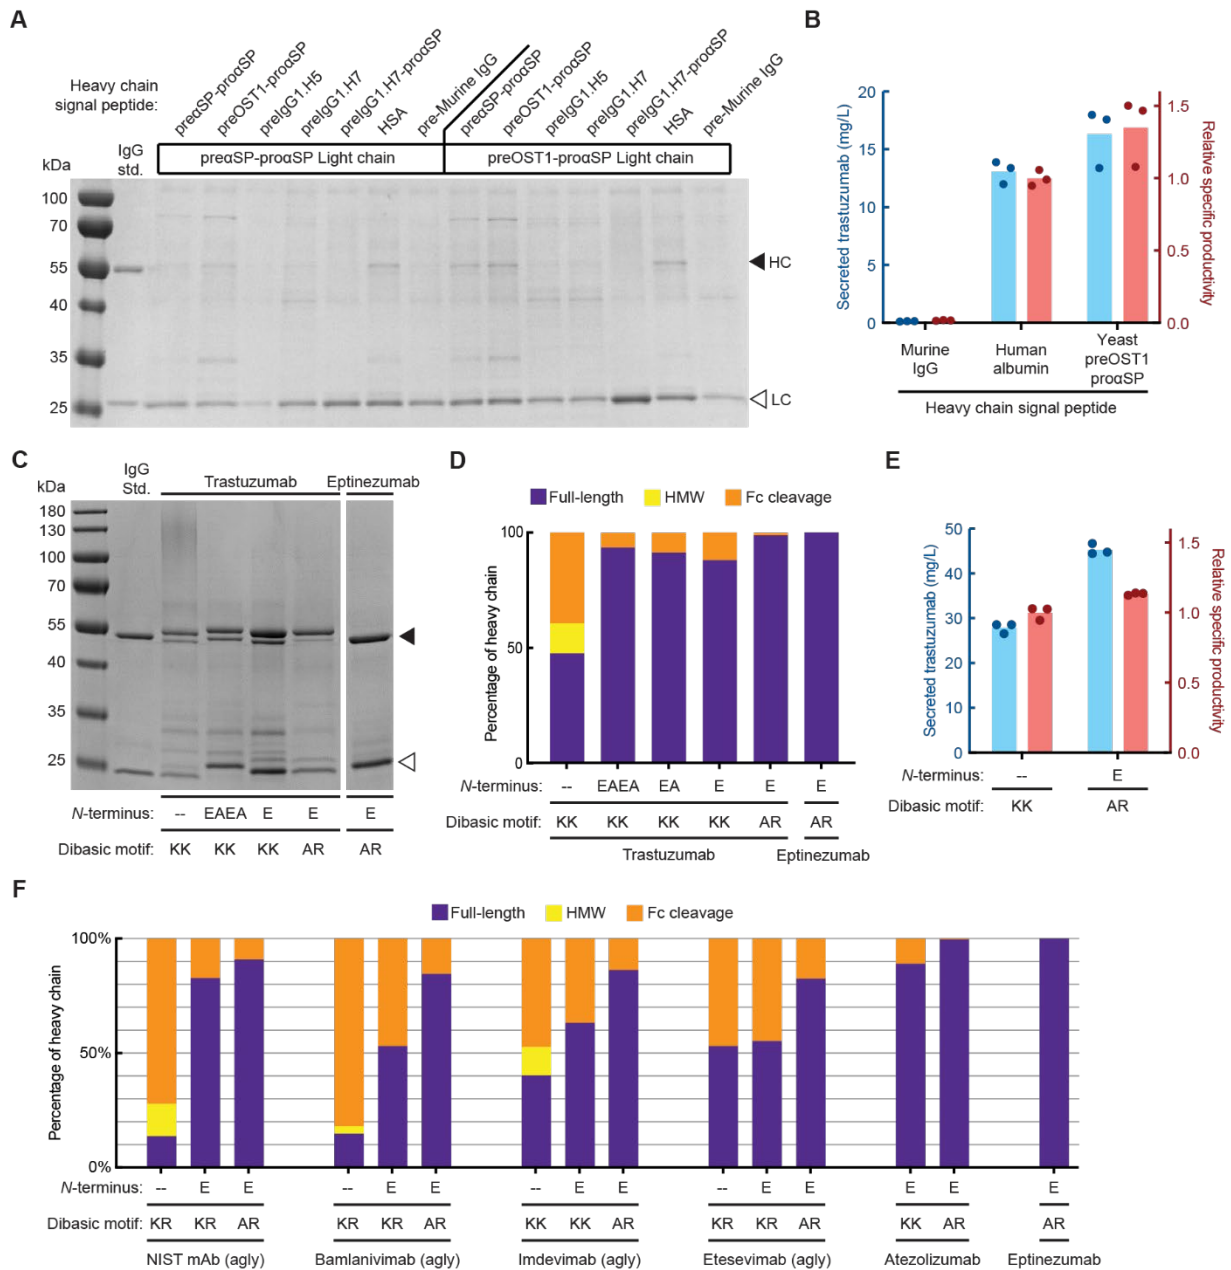 A
Heavy chain
signal peptide:
preαSP-proαSP
preOST1-proαSP
preIgG1.H5
preIgG1.H7
preIgG1.H7-proαSP
HSA
pre-Murine IgG
preαSP-proαSP
preOST1-proαSP
preIgG1.H5
preIgG1.H7
preIgG1.H7-proαSP
HSA
pre-Murine IgG
kDa
IgG
std.
preαSP-proαSP Light chain
preOST1-proαSP Light chain
100
70
55
40
35
25
HC
LC
B
Secreted trastuzumab (mg/L)
20
15
10
5
0
Relative specific productivity
1.5
1.0
0.5
0.0
Murine
IgG
Human
albumin
Yeast
preOST1
proαSP
Heavy chain signal peptide
C
kDa
IgG
Std.
Trastuzumab
Eptinezumab
180
130
100
70
55
40
35
25
N-terminus: -- EAEA E E E
Dibasic motif: KK KK KK AR AR
D
Full-length HMW Fc cleavage
Percentage of heavy chain
100
50
0
N-terminus: -- EAEA EA E E E
Dibasic motif: KK KK KK KK AR AR
Trastuzumab Eptinezumab
E
Secreted trastuzumab (mg/L)
50
40
30
20
10
0
Relative specific productivity
1.5
1.0
0.5
0.0
N-terminus: -- E
Dibasic motif: KK AR
F
Full-length HMW Fc cleavage
Percentage of heavy chain
100%
50%
0%
N-terminus: -- E E -- E E -- E E -- E E E E E
Dibasic motif: KR KR AR KR KR AR KK KK AR KR KR AR KK AR AR
NIST mAb (agly) Bamlanivimab (agly) Imdevimab (agly) Etesevimab (agly) Atezolizumab Eptinezumab